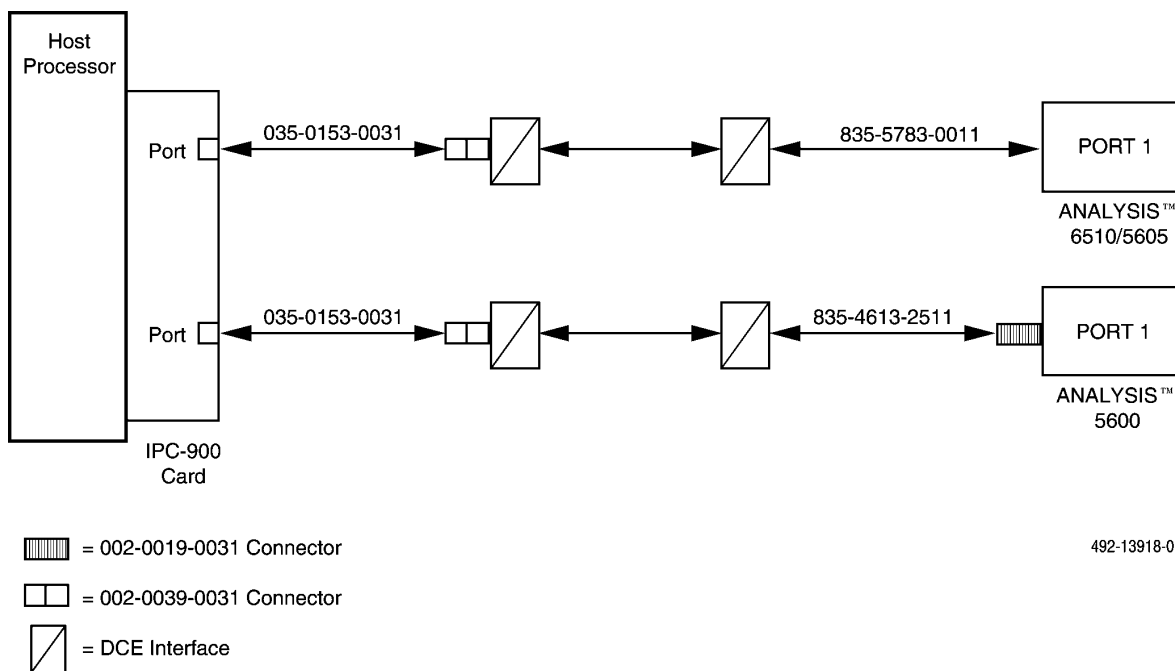 Host
Processor
Port
035-0153-0031
835-5783-0011
PORT 1
ANALYSIS™
6510/5605
Port
035-0153-0031
835-4613-2511
PORT 1
ANALYSIS™
5600
IPC-900
Card
= 002-0019-0031 Connector
492-13918-0
= 002-0039-0031 Connector
= DCE Interface